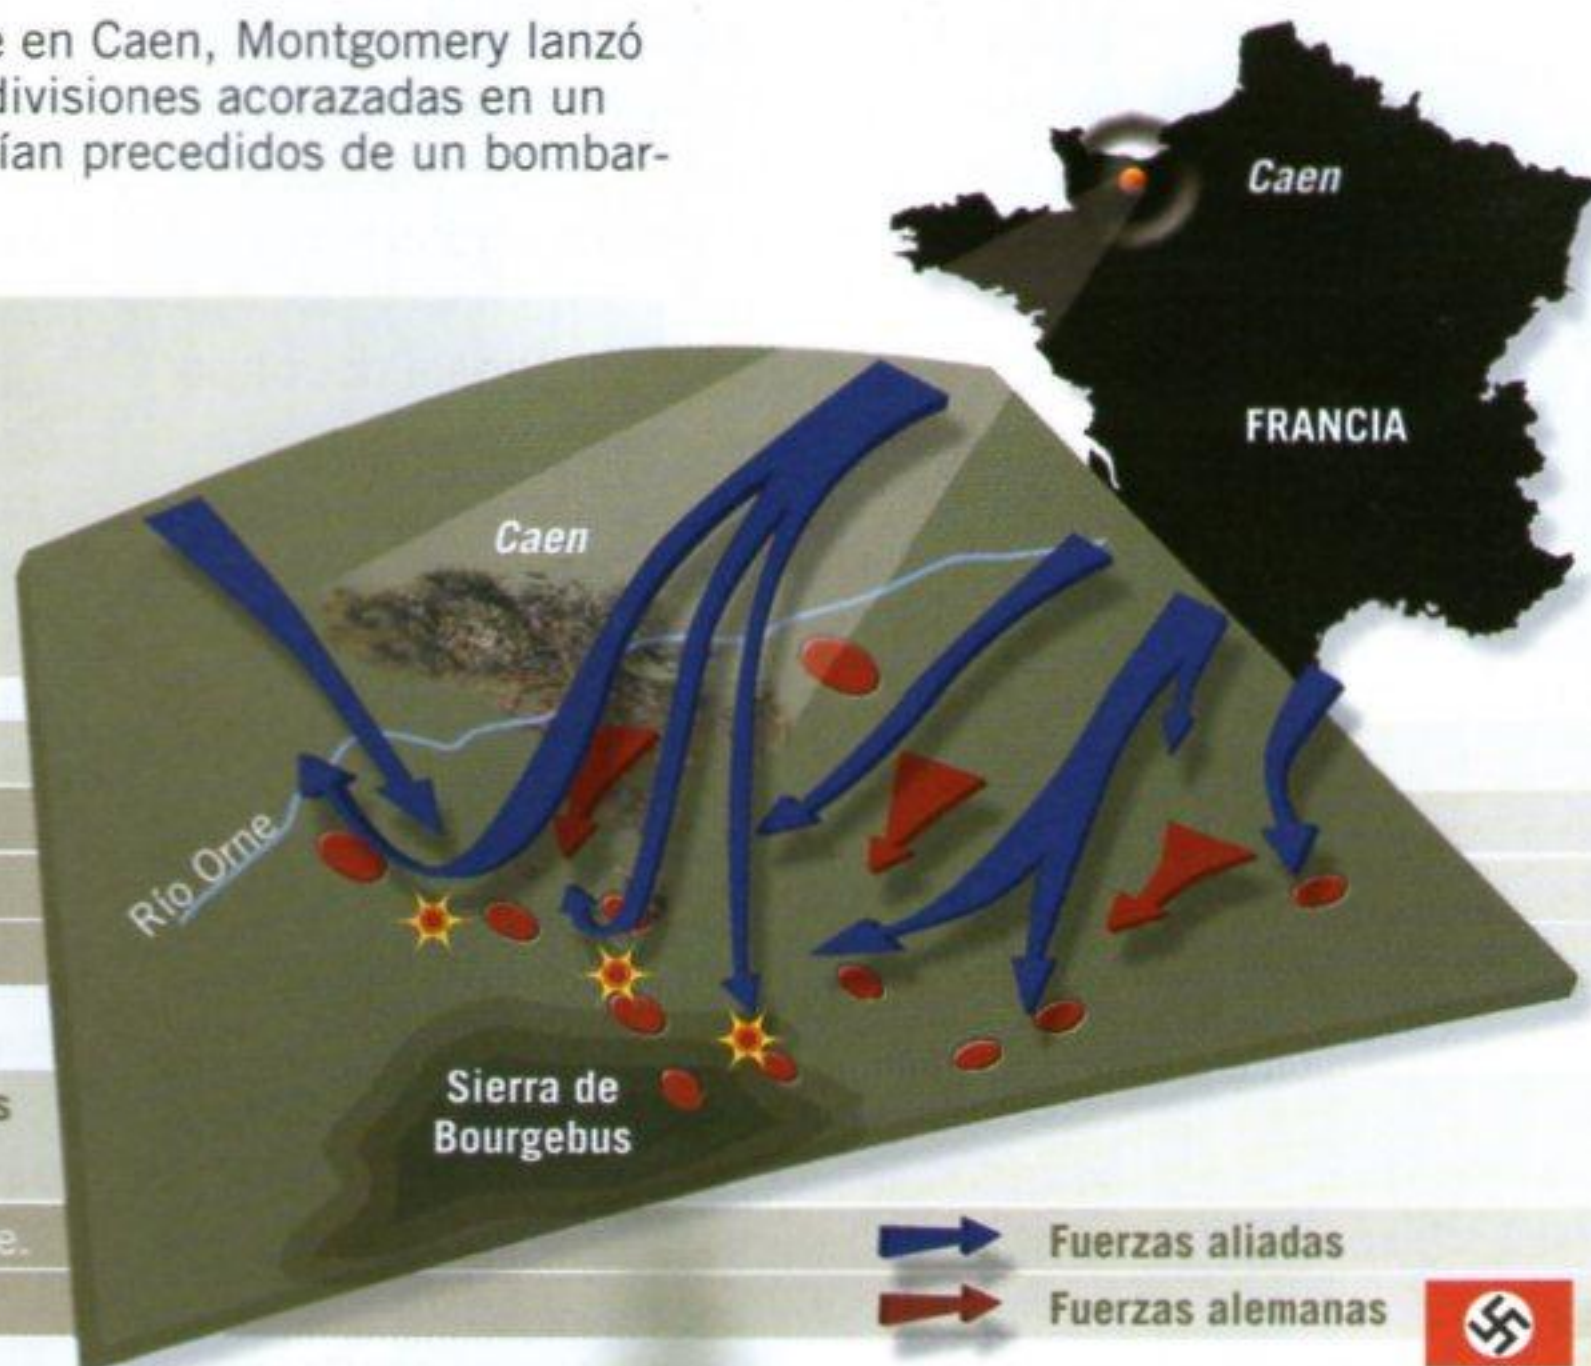 e en Caen, Montgomery lanzó
divisiones acorazadas en un
ían precedidos de un bombar-
Caen
FRANCIA
Caen
Río Orne
Sierra de
Bourgebus
s
e.
Fuerzas aliadas
Fuerzas alemanas